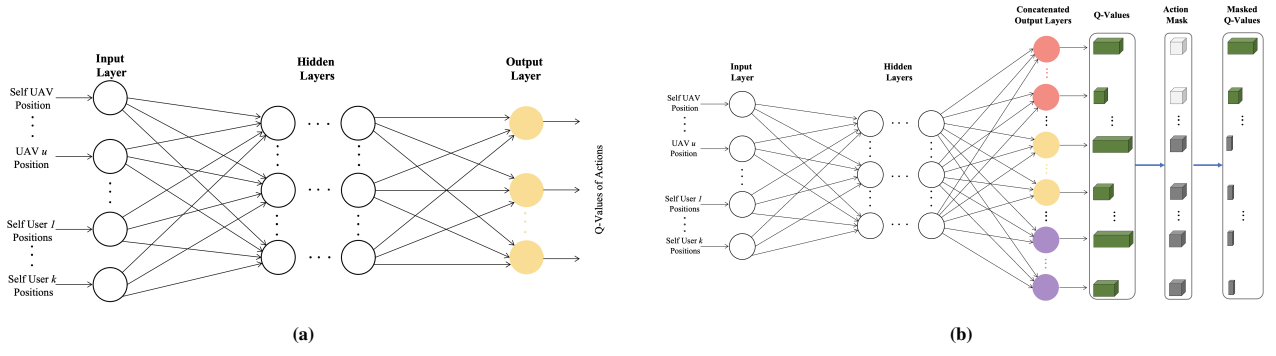 Input
Layer
Hidden
Layers
Output
Layer
Self UAV
Position
UAV u
Position
Self User 1
Positions
Self User k
Positions
Q-Values of Actions
(a)
Input
Layer
Hidden
Layers
Concatenated
Output Layers
Q-Values
Action
Mask
Masked
Q-Values
Self UAV
Position
UAV u
Position
Self User 1
Positions
Self User k
Positions
(b)